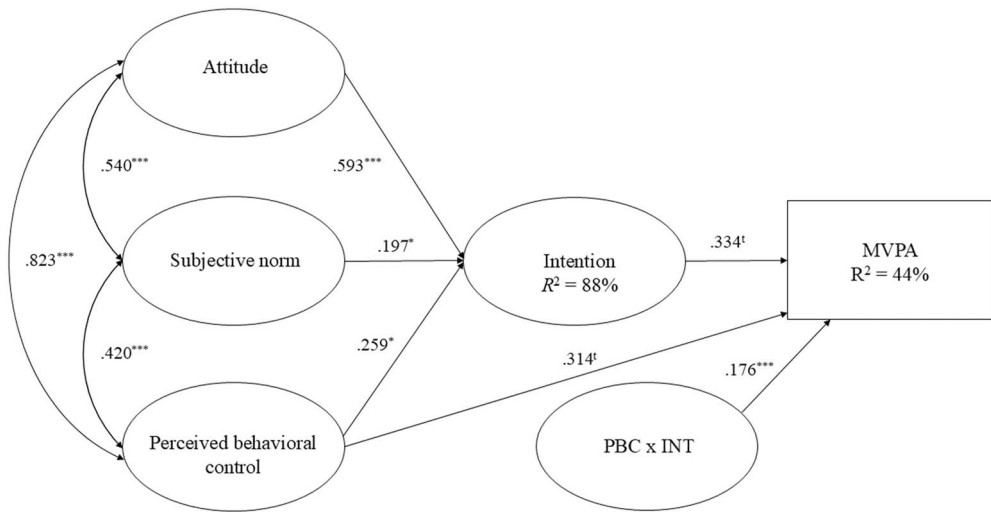 Attitude
.540***
.593***
.823***
Subjective norm
.197*
Intention
R² = 88%
.334ᵗ
MVPA
R² = 44%
.420***
.259*
.314ᵗ
.176***
Perceived behavioral
control
PBC x INT